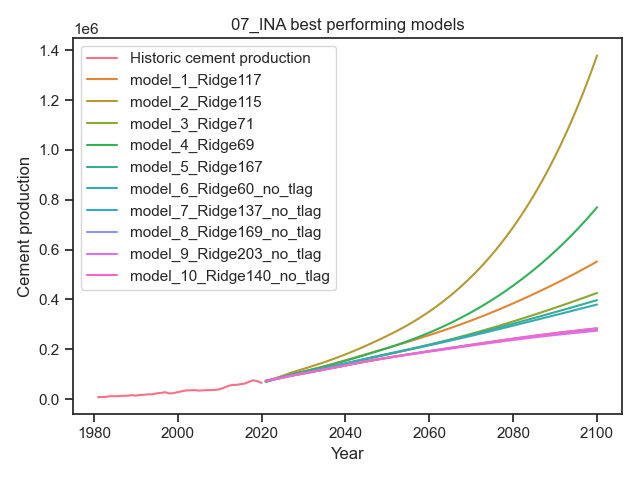 07_INA best performing models
1e6
Historic cement production
model_1_Ridge117
model_2_Ridge115
model_3_Ridge71
model_4_Ridge69
model_5_Ridge167
model_6_Ridge60_no_tlag
model_7_Ridge137_no_tlag
model_8_Ridge169_no_tlag
model_9_Ridge203_no_tlag
model_10_Ridge140_no_tlag
Cement production
1.4
1.2
1.0
0.8
0.6
0.4
0.2
0.0
1980 2000 2020 2040 2060 2080 2100
Year